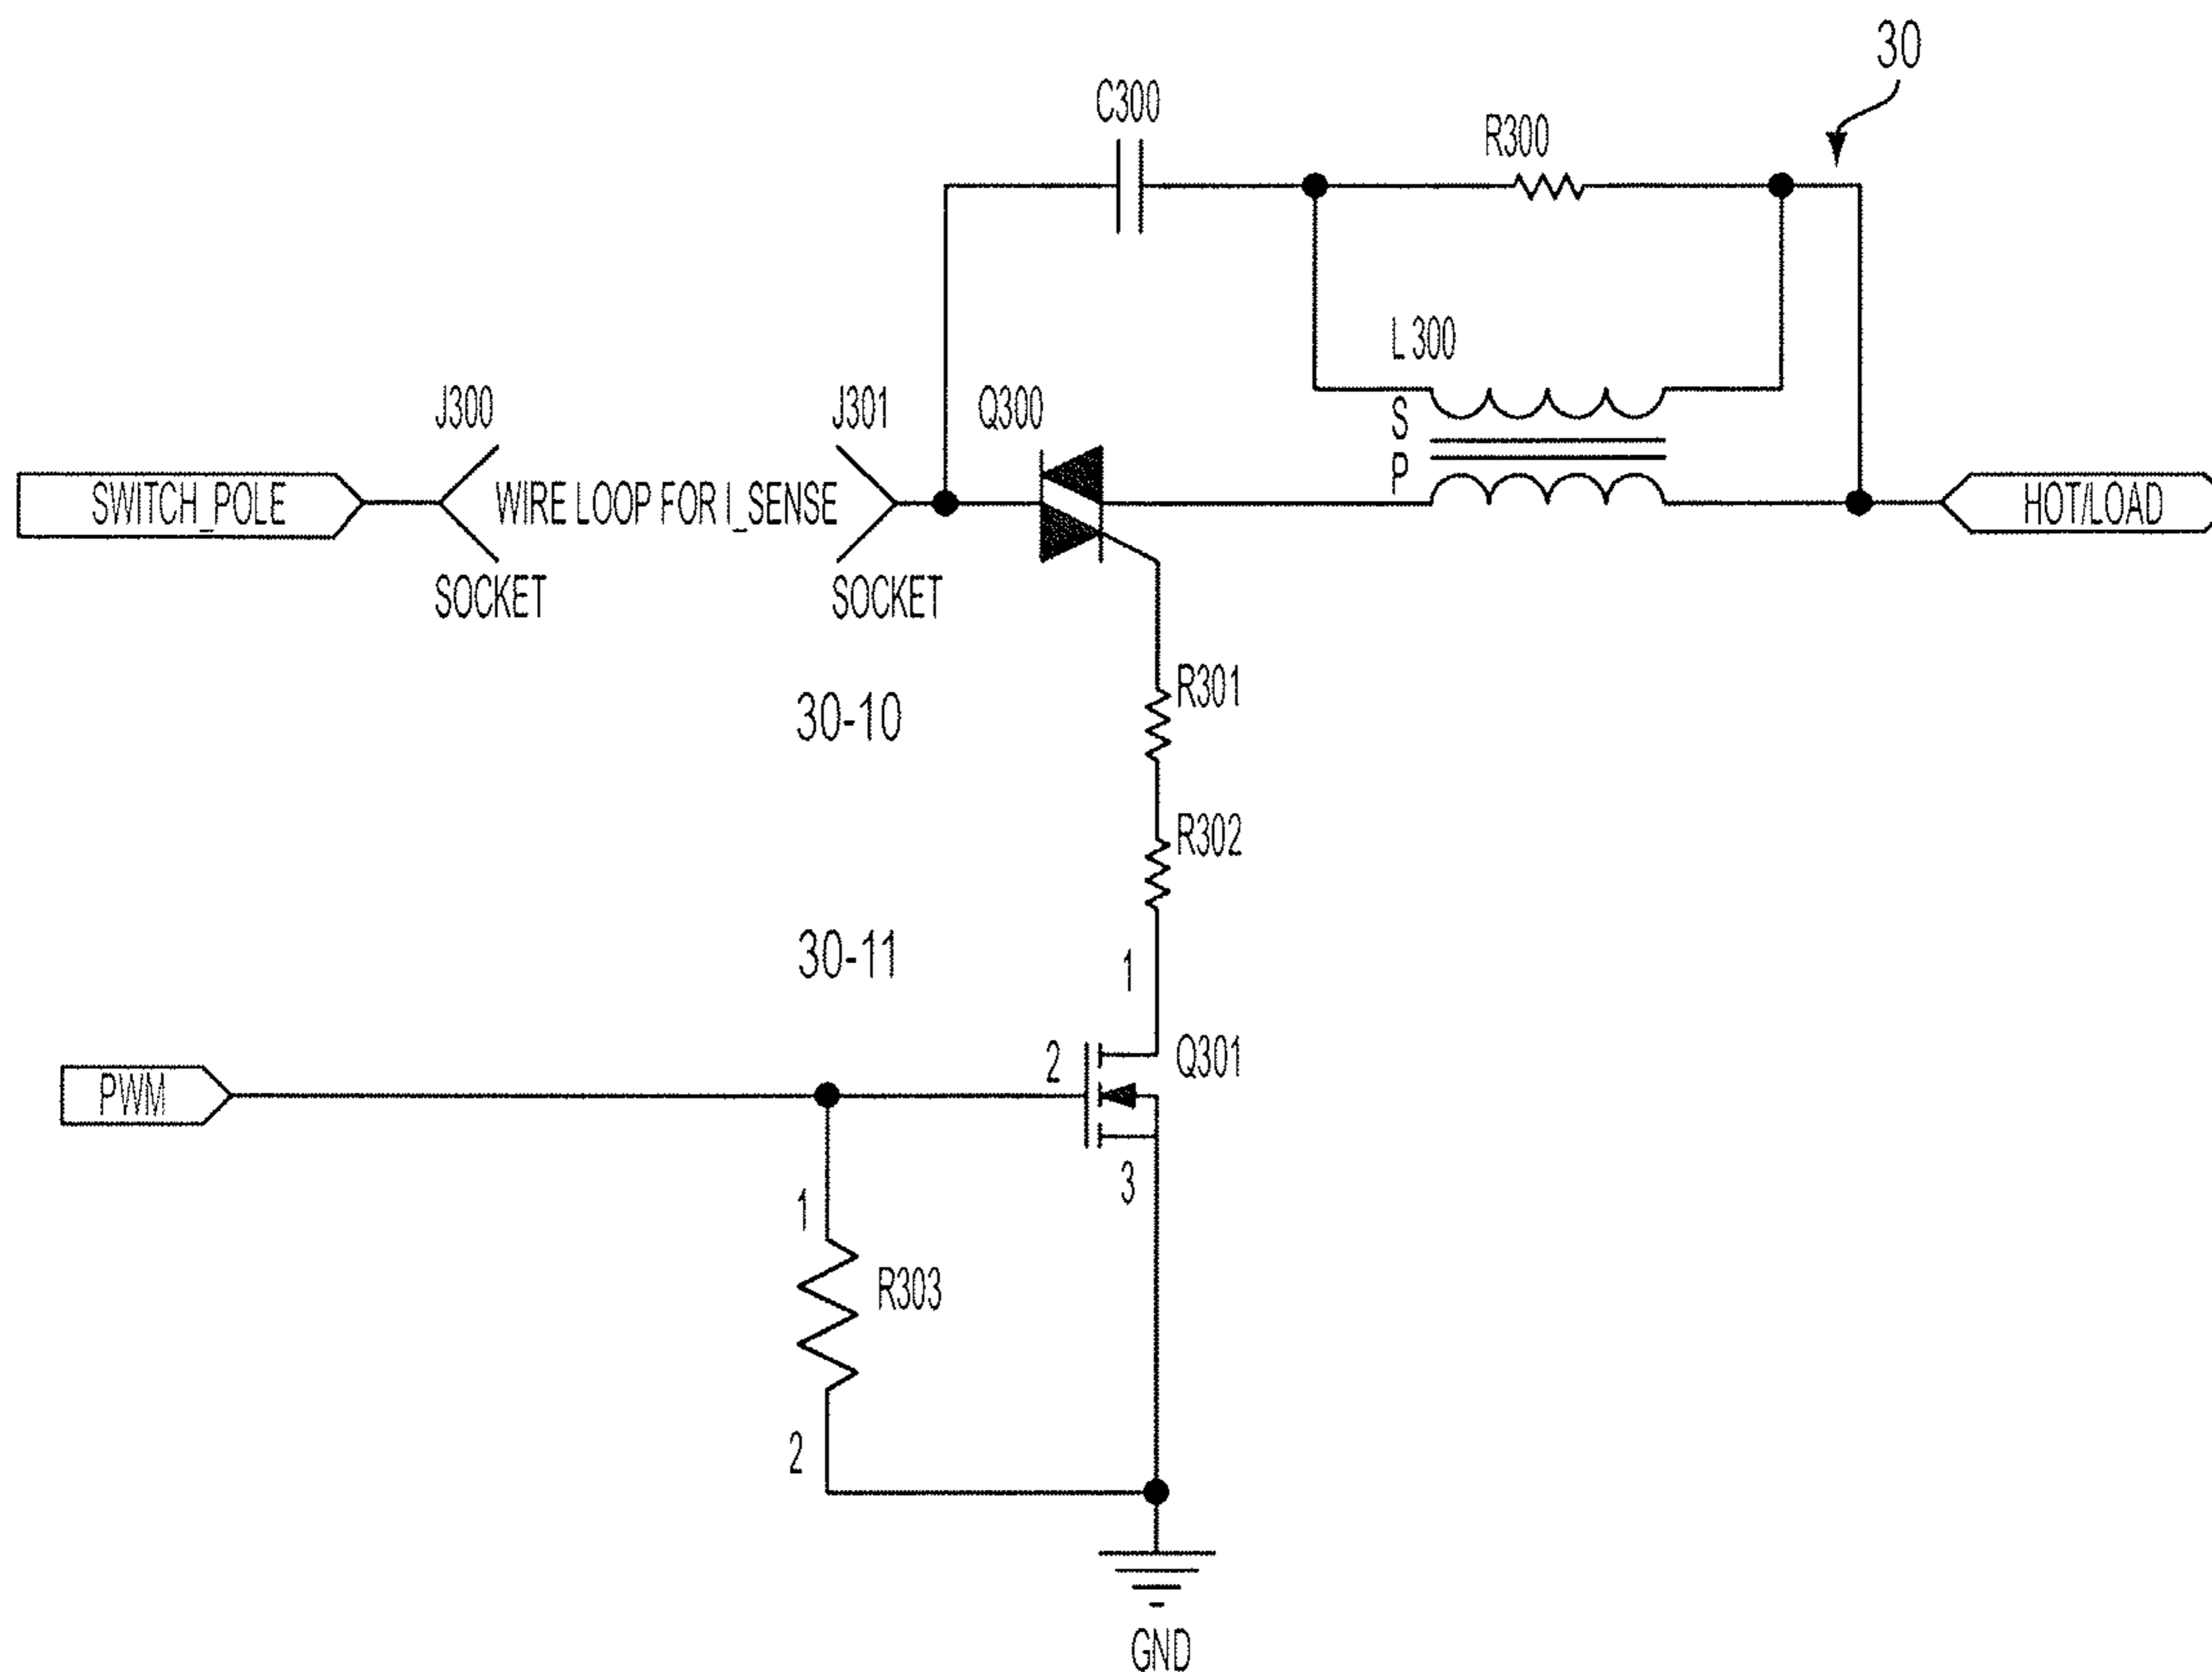 30
C300
R300
L 300
J300
J301
Q300
S
P
SWITCH_POLE
WIRE LOOP FOR I_SENSE
HOT/LOAD
SOCKET
SOCKET
R301
30-10
R302
30-11
1
2
Q301
PWM
3
1
R303
2
GND